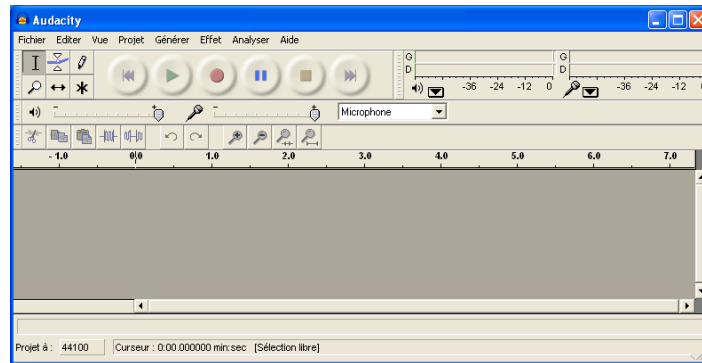 Audacity
Fichier Editer Vue Projet Générer Effet Analyser Aide
G G
D D
-36 -24 -12 0 -36 -24 -12
Microphone
- 1.0 0,0 1.0 2.0 3.0 4.0 5.0 6.0 7.0
Projet à : 44100 Curseur : 0:00.000000 min:sec [Sélection libre]